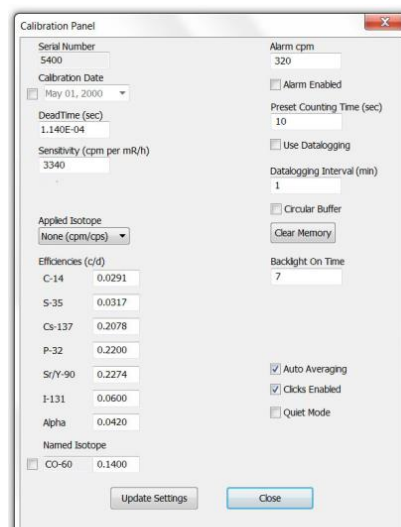 Calibration Panel
Serial Number
5400
Calibration Date
May 01, 2000
DeadTime (sec)
1.140E-04
Sensitivity (cpm per mR/h)
3340
Applied Isotope
None (cpm/cps)
Efficiencies (c/d)
C-14 0.0291
S-35 0.0317
Cs-137 0.2078
P-32 0.2200
Sr/Y-90 0.2274
I-131 0.0600
Alpha 0.0420
Named Isotope
CO-60 0.1400
Alarm cpm
320
Alarm Enabled
Preset Counting Time (sec)
10
Use Datalogging
Datalogging Interval (min)
1
Circular Buffer
Clear Memory
Backlight On Time
7
Auto Averaging
Clicks Enabled
Quiet Mode
Update Settings
Close